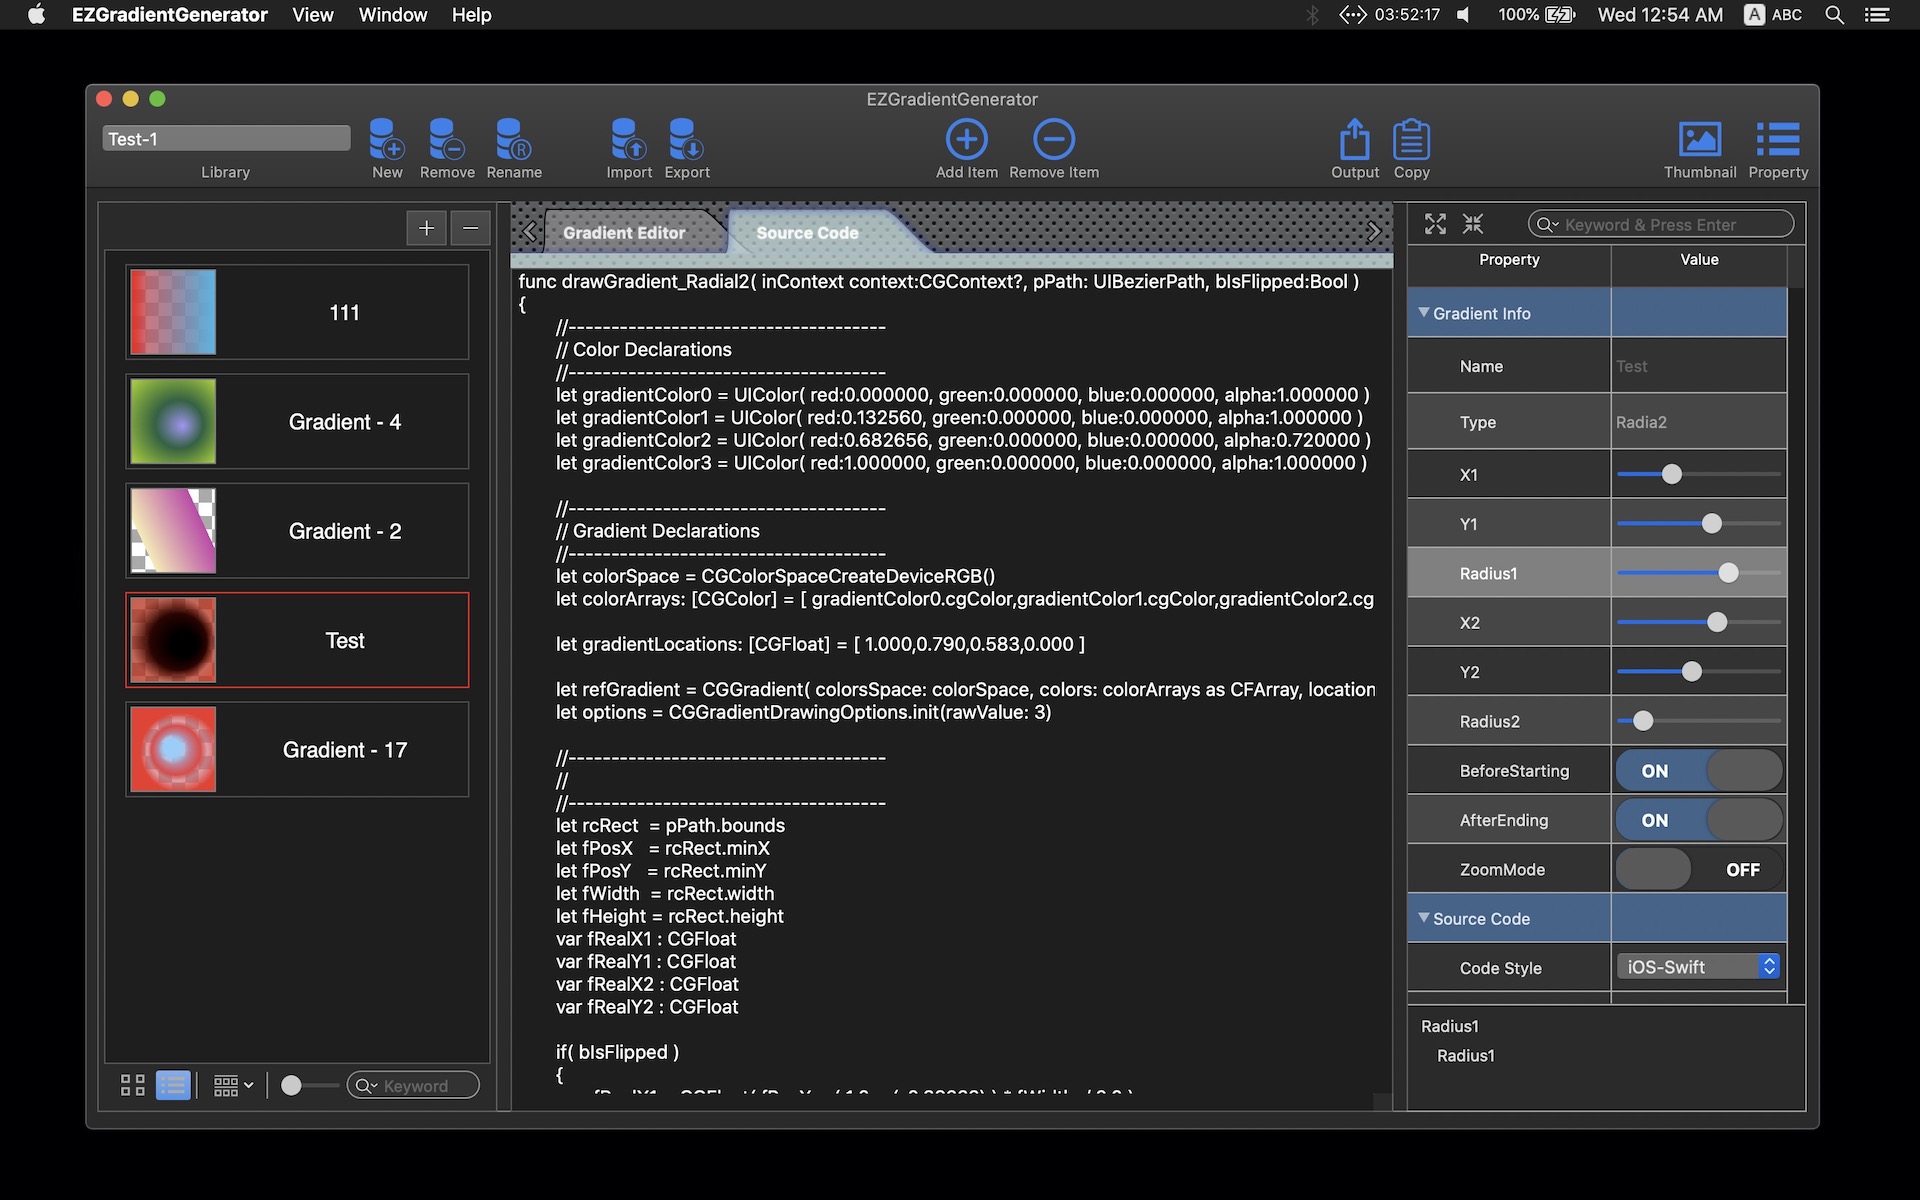 EZGradientGenerator View Window Help 03:52:17 100% Wed 12:54 AM A ABC
EZGradientGenerator
Test-1
Library New Remove Rename Import Export Add Item Remove Item Output Copy Thumbnail Property
+ −
111
Gradient - 4
Gradient - 2
Test
Gradient - 17
Keyword
Gradient Editor Source Code
func drawGradient_Radial2( inContext context:CGContext?, pPath: UIBezierPath, bIsFlipped:Bool )
{
//-------------------------------------
// Color Declarations
//-------------------------------------
let gradientColor0 = UIColor( red:0.000000, green:0.000000, blue:0.000000, alpha:1.000000 )
let gradientColor1 = UIColor( red:0.132560, green:0.000000, blue:0.000000, alpha:1.000000 )
let gradientColor2 = UIColor( red:0.682656, green:0.000000, blue:0.000000, alpha:0.720000 )
let gradientColor3 = UIColor( red:1.000000, green:0.000000, blue:0.000000, alpha:1.000000 )
//-------------------------------------
// Gradient Declarations
//-------------------------------------
let colorSpace = CGColorSpaceCreateDeviceRGB()
let colorArrays: [CGColor] = [ gradientColor0.cgColor,gradientColor1.cgColor,gradientColor2.cg
let gradientLocations: [CGFloat] = [ 1.000,0.790,0.583,0.000 ]
let refGradient = CGGradient( colorsSpace: colorSpace, colors: colorArrays as CFArray, location
let options = CGGradientDrawingOptions.init(rawValue: 3)
//-------------------------------------
//
//-------------------------------------
let rcRect = pPath.bounds
let fPosX = rcRect.minX
let fPosY = rcRect.minY
let fWidth = rcRect.width
let fHeight = rcRect.height
var fRealX1 : CGFloat
var fRealY1 : CGFloat
var fRealX2 : CGFloat
var fRealY2 : CGFloat
if( bIsFlipped )
{
Keyword & Press Enter
Property Value
Gradient Info
Name Test
Type Radia2
X1
Y1
Radius1
X2
Y2
Radius2
BeforeStarting ON
AfterEnding ON
ZoomMode OFF
Source Code
Code Style iOS-Swift
Radius1
Radius1